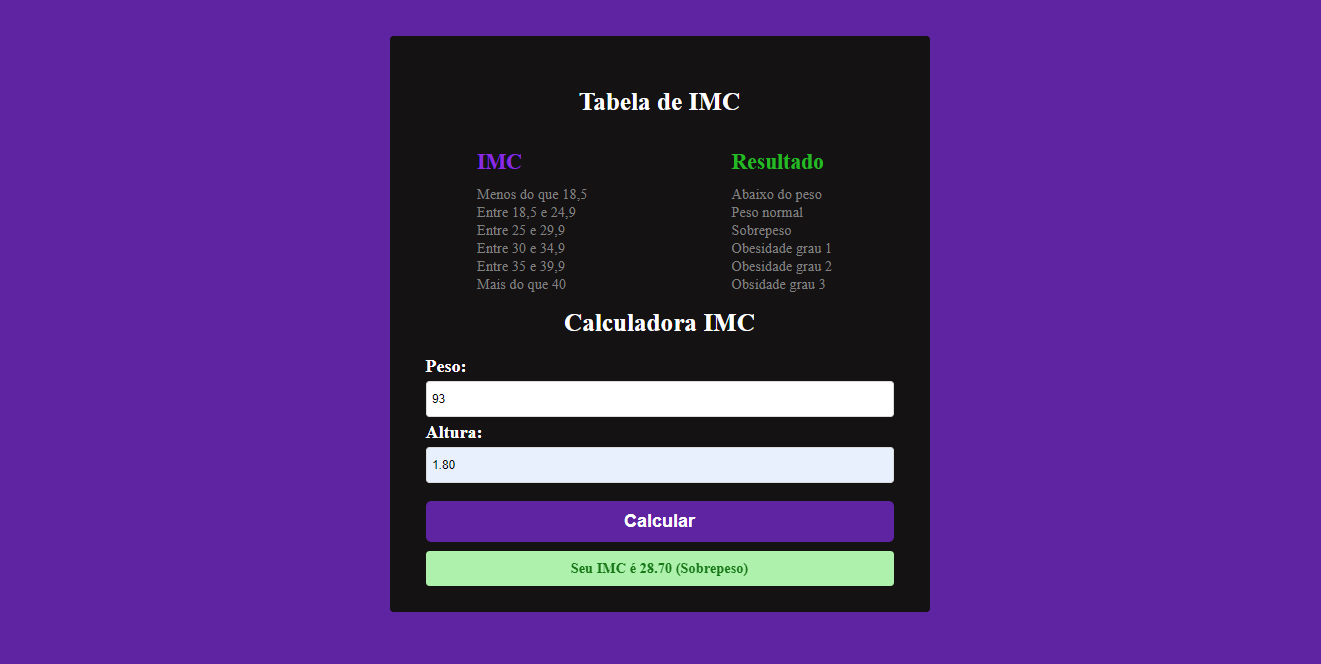 Tabela de IMC
IMC Resultado
Menos do que 18,5 Abaixo do peso
Entre 18,5 e 24,9 Peso normal
Entre 25 e 29,9 Sobrepeso
Entre 30 e 34,9 Obesidade grau 1
Entre 35 e 39,9 Obesidade grau 2
Mais do que 40 Obsidade grau 3
Calculadora IMC
Peso:
93
Altura:
1.80
Calcular
Seu IMC é 28.70 (Sobrepeso)